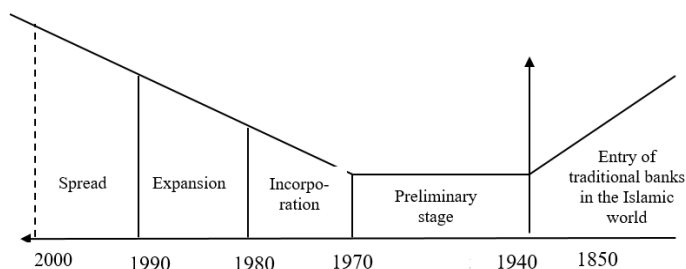 Spread
Expansion
Incorpo-
ration
Preliminary
stage
Entry of
traditional banks
in the Islamic
world
2000
1990
1980
1970
1940
1850